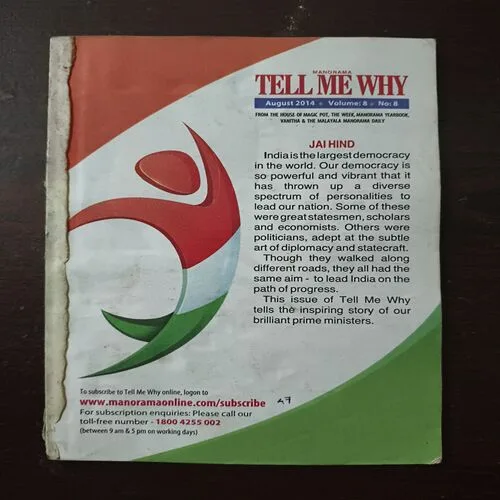 MANORAMA
TELL ME WHY
August 2014 Volume: 8 No: 8
FROM THE HOUSE OF MAGIC POT, THE WEEK, MANORAMA YEARBOOK,
VANITHA & THE MALAYALA MANORAMA DAILY
JAI HIND
India is the largest democracy
in the world. Our democracy is
so powerful and vibrant that it
has thrown up a diverse
spectrum of personalities to
lead our nation. Some of these
were great statesmen, scholars
and economists. Others were
politicians, adept at the subtle
art of diplomacy and statecraft.
Though they walked along
different roads, they all had the
same aim - to lead India on the
path of progress.
This issue of Tell Me Why
tells the inspiring story of our
brilliant prime ministers.
To subscribe to Tell Me Why online, logon to
www.manoramaonline.com/subscribe
47
For subscription enquiries: Please call our
toll-free number - 1800 4255 002
(between 9 am & 5 pm on working days)